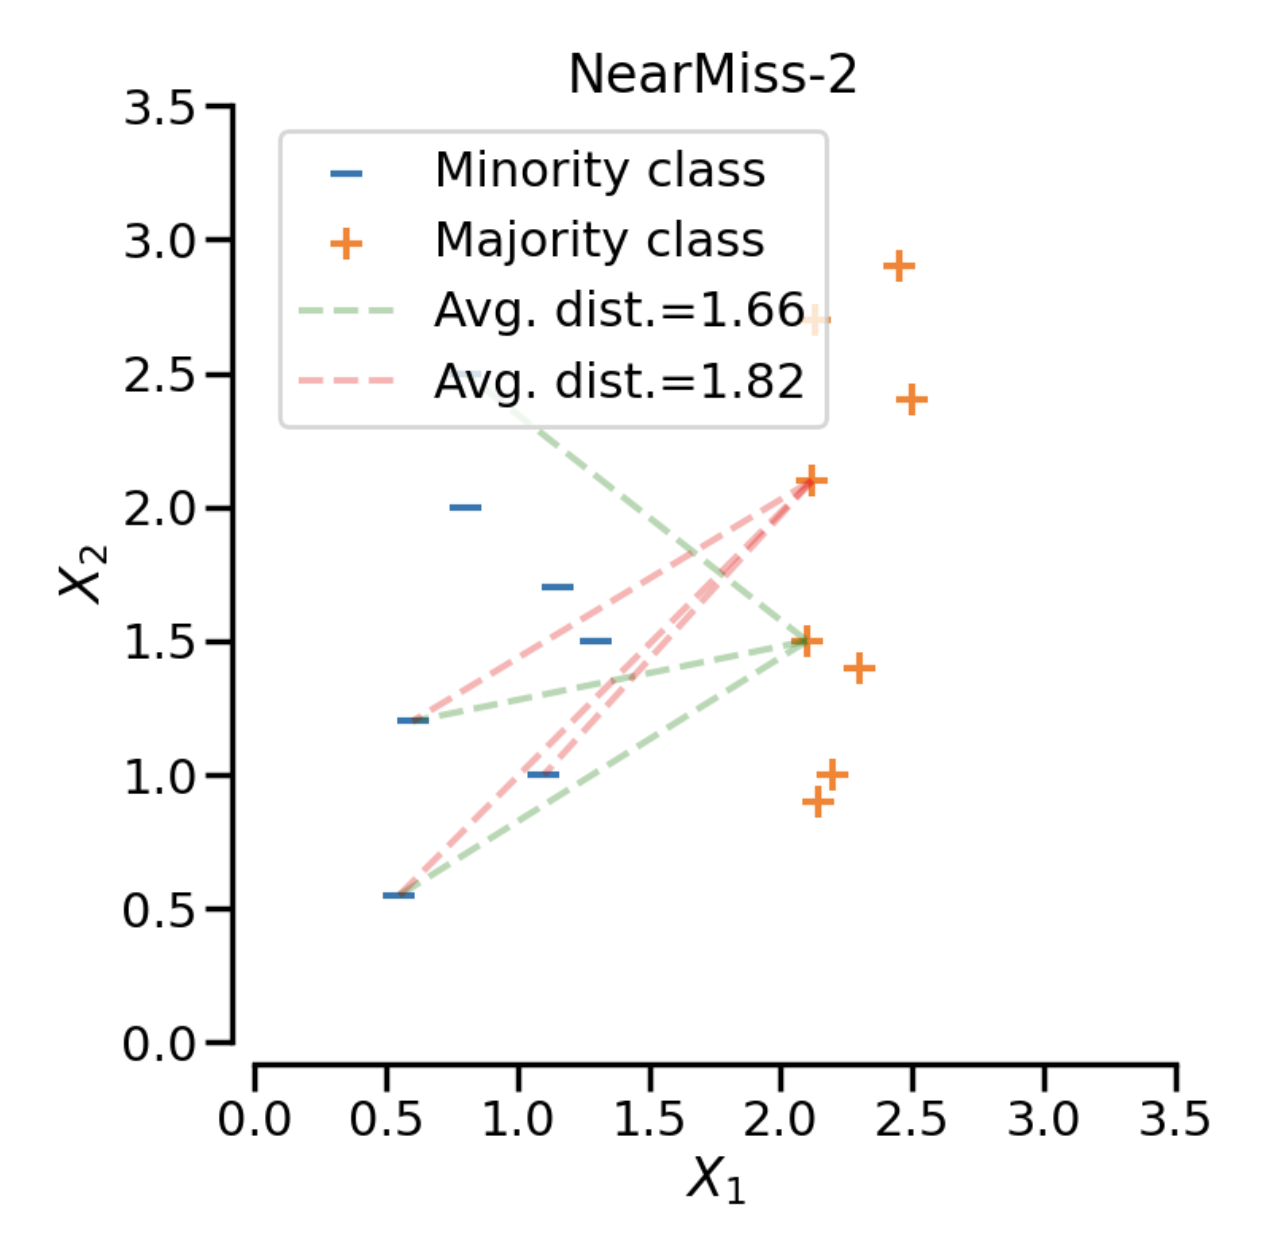 NearMiss-2
3.5
Minority class
Majority class
Avg. dist.=1.66
Avg. dist.=1.82
3.0
2.5
2.0
1.5
1.0
0.5
0.0
X₂
0.0 0.5 1.0 1.5 2.0 2.5 3.0 3.5
X₁